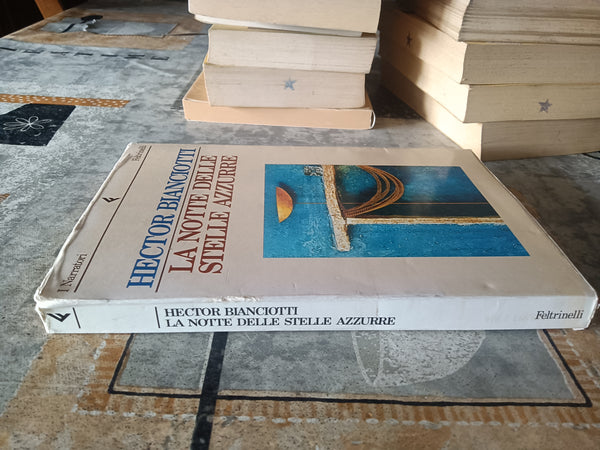 I Narratori
Feltrinelli
HECTOR BIANCIOTTI
LA NOTTE DELLE
STELLE AZZURRE
HECTOR BIANCIOTTI
LA NOTTE DELLE STELLE AZZURRE
Feltrinelli